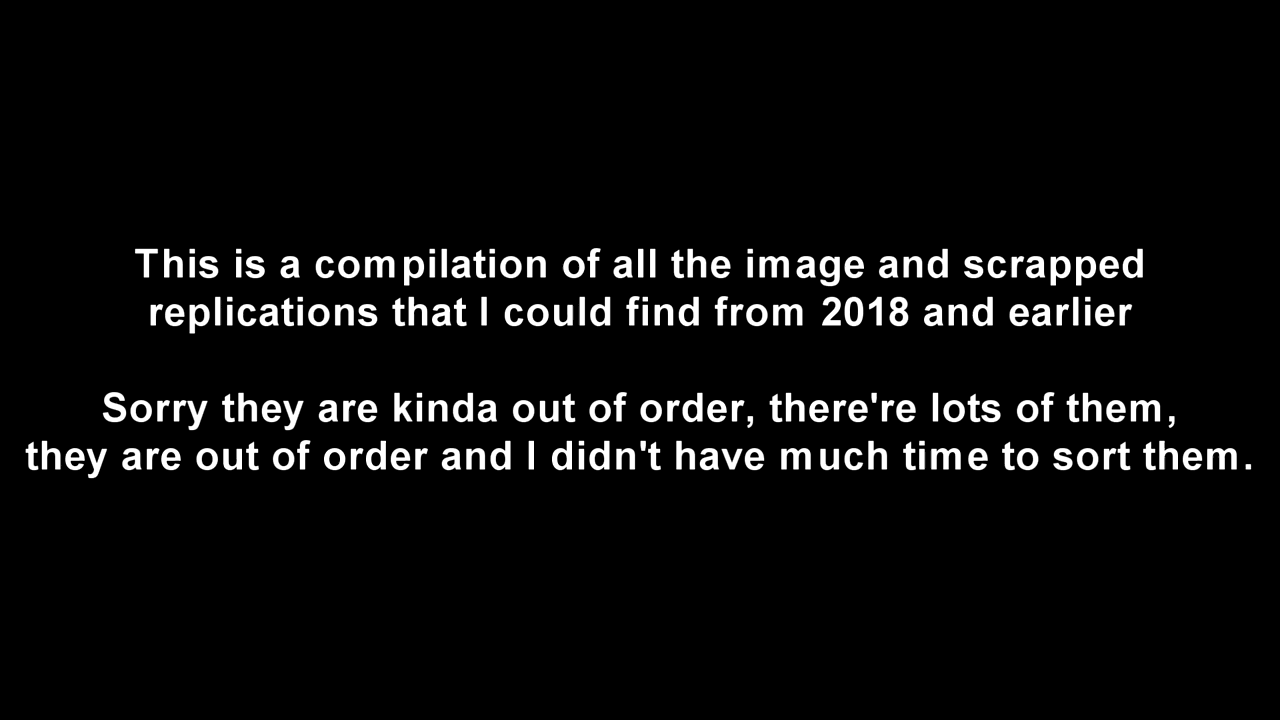 This is a compilation of all the image and scrapped
replications that I could find from 2018 and earlier
Sorry they are kinda out of order, there're lots of them,
they are out of order and I didn't have much time to sort them.